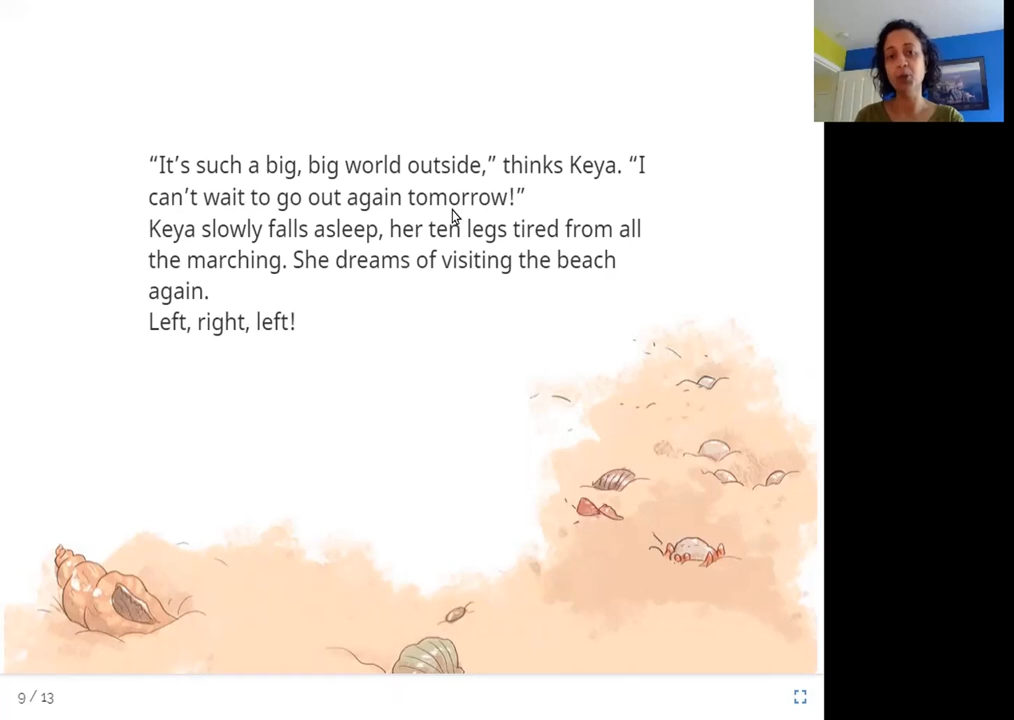 “It’s such a big, big world outside,” thinks Keya. “I
can’t wait to go out again tomorrow!”
Keya slowly falls asleep, her ten legs tired from all
the marching. She dreams of visiting the beach
again.
Left, right, left!
9 / 13